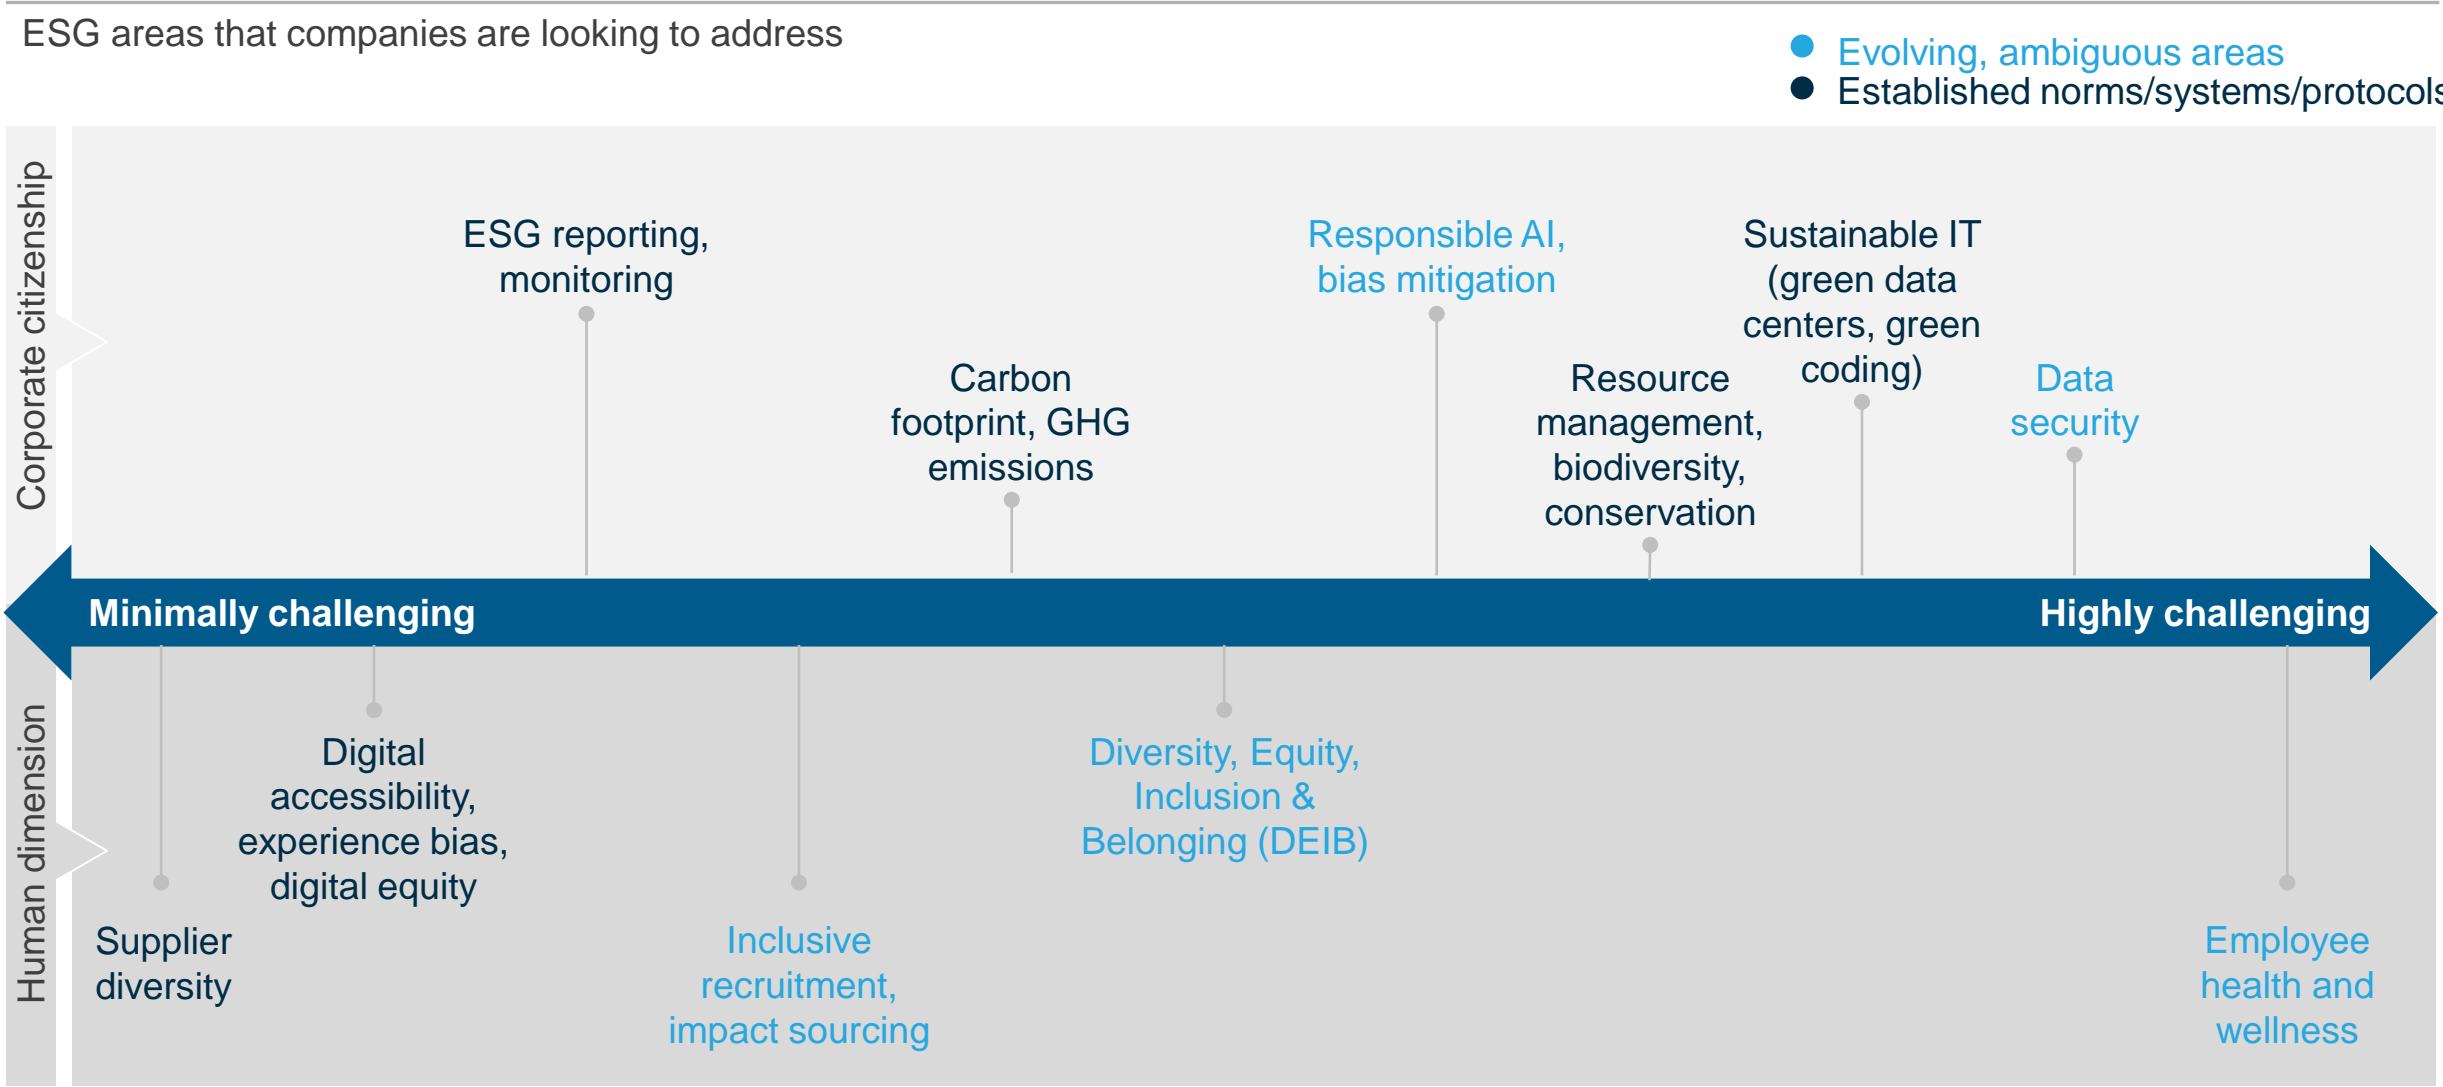 ESG areas that companies are looking to address
Evolving, ambiguous areas
Established norms/systems/protocols
Corporate citizenship
ESG reporting,
monitoring
Carbon
footprint, GHG
emissions
Responsible AI,
bias mitigation
Resource
management,
biodiversity,
conservation
Sustainable IT
(green data
centers, green
coding)
Data
security
Minimally challenging
Highly challenging
Human dimension
Supplier
diversity
Digital
accessibility,
experience bias,
digital equity
Inclusive
recruitment,
impact sourcing
Diversity, Equity,
Inclusion &
Belonging (DEIB)
Employee
health and
wellness